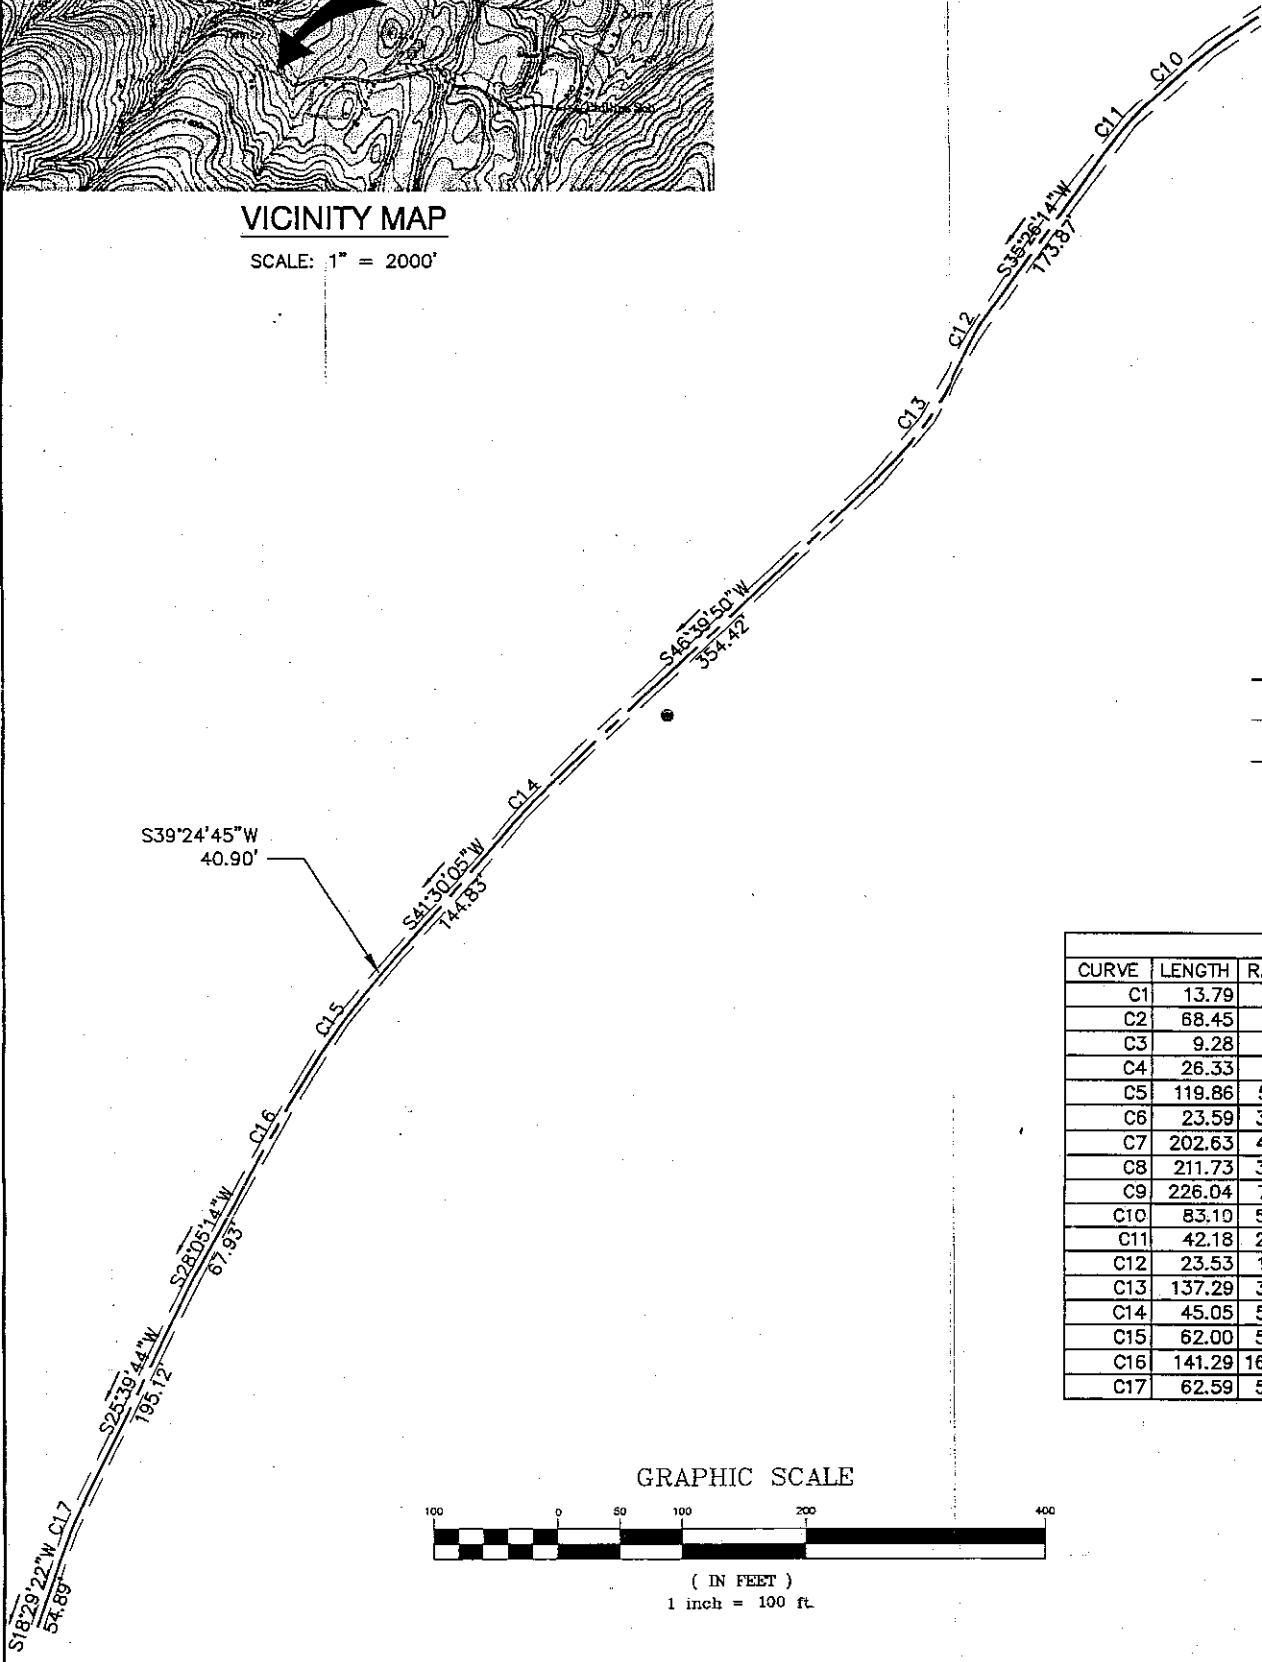 VICINITY MAP
SCALE: 1" = 2000'
C10
C11
S35°26'14"W
173.87'
C12
C13
S46°39'50"W
354.42'
C14
S39°24'45"W
40.90'
S41°30'05"W
144.83'
C15
C16
S28°05'14"W
67.93'
S25°39'44"W
195.12'
C17
S18°29'22"W
54.89'
CURVE LENGTH
C1 13.79
C2 68.45
C3 9.28
C4 26.33
C5 119.86
C6 23.59
C7 202.63
C8 211.73
C9 226.04
C10 83.10
C11 42.18
C12 23.53
C13 137.29
C14 45.05
C15 62.00
C16 141.29
C17 62.59
GRAPHIC SCALE
100 0 50 100 200 400
( IN FEET )
1 inch = 100 ft.